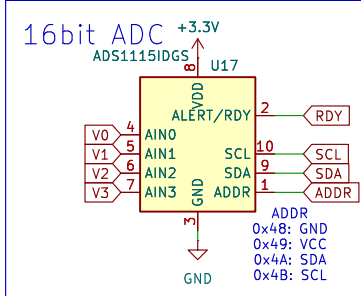 16bit ADC
+3.3V
ADS1115IDGS
U17
8
VDD
ALERT/RDY
2
RDY
V0
4
AIN0
V1
5
AIN1
SCL
10
SCL
V2
6
AIN2
SDA
9
SDA
V3
7
AIN3
ADDR
1
ADDR
GND
3
GND
ADDR
0x48: GND
0x49: VCC
0x4A: SDA
0x4B: SCL